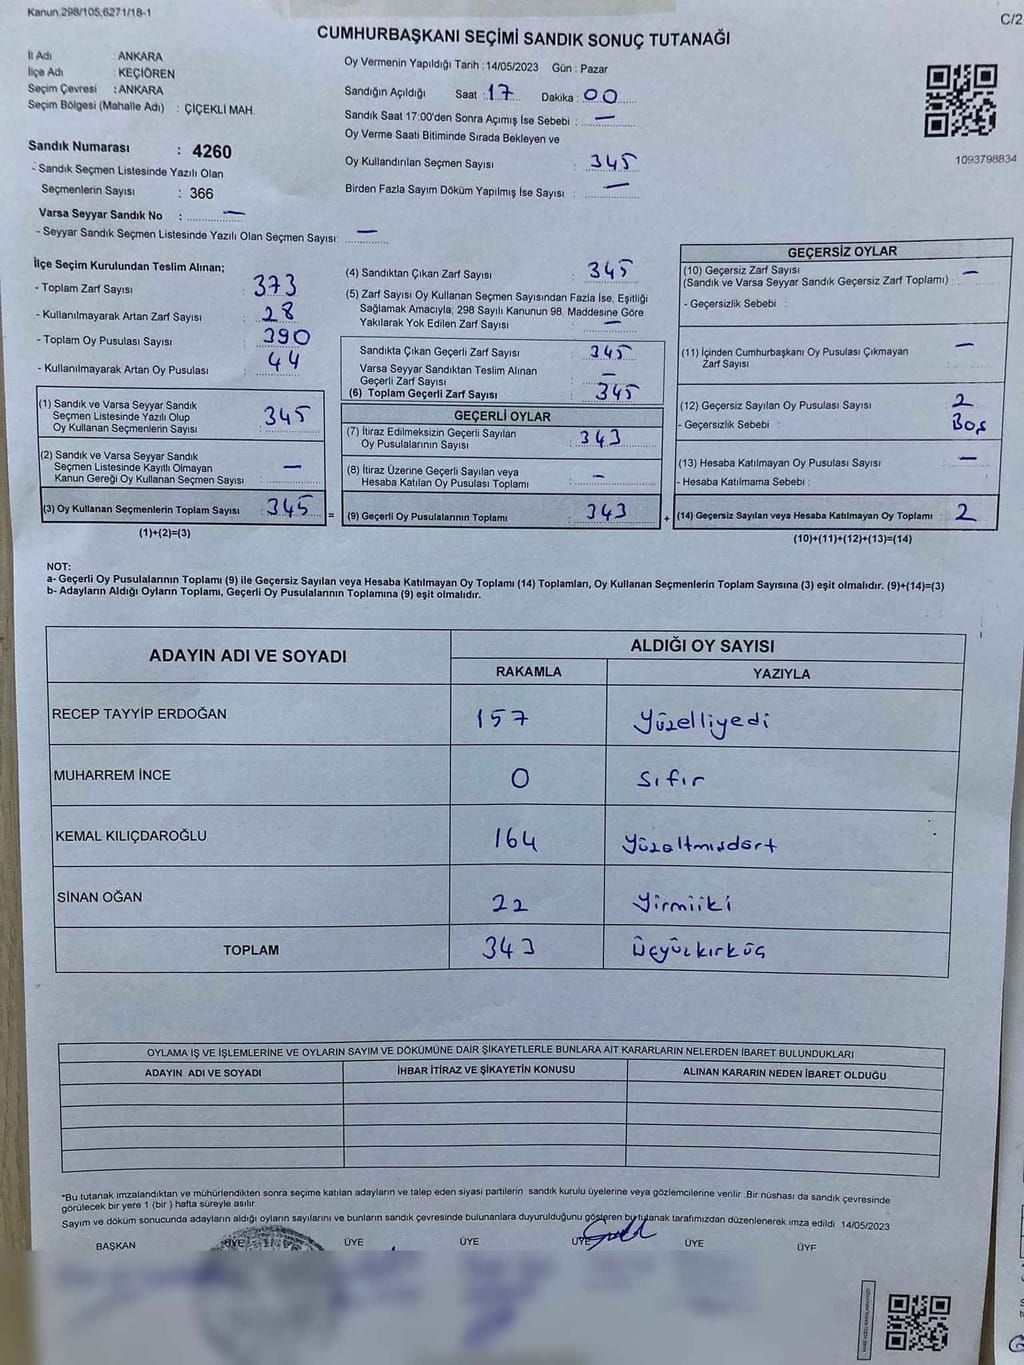 Kanun;298/105;6271/18-1
C/2
CUMHURBAŞKANI SEÇİMİ SANDIK SONUÇ TUTANAĞI
İl Adı : ANKARA
İlçe Adı : KEÇİÖREN
Seçim Çevresi : ANKARA
Seçim Bölgesi (Mahalle Adı) : ÇİÇEKLİ MAH.
Sandık Numarası : 4260
- Sandık Seçmen Listesinde Yazılı Olan
Seçmenlerin Sayısı : 366
Varsa Seyyar Sandık No : —
- Seyyar Sandık Seçmen Listesinde Yazılı Olan Seçmen Sayısı: —
Oy Vermenin Yapıldığı Tarih :14/05/2023 Gün : Pazar
Sandığın Açıldığı Saat : 17 Dakika : 00
Sandık Saat 17:00'den Sonra Açımış İse Sebebi : —
Oy Verme Saati Bitiminde Sırada Bekleyen ve
Oy Kullandırılan Seçmen Sayısı : 345
Birden Fazla Sayım Döküm Yapılmış İse Sayısı : —
1093798834
İlçe Seçim Kurulundan Teslim Alınan;
- Toplam Zarf Sayısı : 373
- Kullanılmayarak Artan Zarf Sayısı : 28
- Toplam Oy Pusulası Sayısı : 390
- Kullanılmayarak Artan Oy Pusulası : 44
(1) Sandık ve Varsa Seyyar Sandık
Seçmen Listesinde Yazılı Olup
Oy Kullanan Seçmenlerin Sayısı : 345
(2) Sandık ve Varsa Seyyar Sandık
Seçmen Listesinde Kayıtlı Olmayan
Kanun Gereği Oy Kullanan Seçmen Sayısı : —
(3) Oy Kullanan Seçmenlerin Toplam Sayısı : 345 =
(1)+(2)=(3)
(4) Sandıktan Çıkan Zarf Sayısı : 345
(5) Zarf Sayısı Oy Kullanan Seçmen Sayısından Fazla İse, Eşitliği
Sağlamak Amacıyla; 298 Sayılı Kanunun 98. Maddesine Göre
Yakılarak Yok Edilen Zarf Sayısı : —
Sandıkta Çıkan Geçerli Zarf Sayısı : 345
Varsa Seyyar Sandıktan Teslim Alınan
Geçerli Zarf Sayısı : —
(6) Toplam Geçerli Zarf Sayısı : 345
GEÇERLİ OYLAR
(7) İtiraz Edilmeksizin Geçerli Sayılan
Oy Pusulalarının Sayısı : 343
(8) İtiraz Üzerine Geçerli Sayılan veya
Hesaba Katılan Oy Pusulası Toplamı : —
(9) Geçerli Oy Pusulalarının Toplamı : 343 +
GEÇERSİZ OYLAR
(10) Geçersiz Zarf Sayısı
(Sandık ve Varsa Seyyar Sandık Geçersiz Zarf Toplamı) : —
- Geçersizlik Sebebi :
(11) İçinden Cumhurbaşkanı Oy Pusulası Çıkmayan
Zarf Sayısı : —
(12) Geçersiz Sayılan Oy Pusulası Sayısı : 2
- Geçersizlik Sebebi : Boş
(13) Hesaba Katılmayan Oy Pusulası Sayısı : —
- Hesaba Katılmama Sebebi :
(14) Geçersiz Sayılan veya Hesaba Katılmayan Oy Toplamı : 2
(10)+(11)+(12)+(13)=(14)
NOT:
a- Geçerli Oy Pusulalarının Toplamı (9) ile Geçersiz Sayılan veya Hesaba Katılmayan Oy Toplamı (14) Toplamları, Oy Kullanan Seçmenlerin Toplam Sayısına (3) eşit olmalıdır. (9)+(14)=(3)
b- Adayların Aldığı Oyların Toplamı, Geçerli Oy Pusulalarının Toplamına (9) eşit olmalıdır.
ADAYIN ADI VE SOYADI ALDIĞI OY SAYISI
RAKAMLA YAZIYLA
RECEP TAYYİP ERDOĞAN 157 Yüzelliyedi
MUHARREM İNCE 0 Sıfır
KEMAL KILIÇDAROĞLU 164 Yüzaltmışdört
SİNAN OĞAN 22 Yirmiiki
TOPLAM 343 Üçyüzkırküç
OYLAMA İŞ VE İŞLEMLERİNE VE OYLARIN SAYIM VE DÖKÜMÜNE DAİR ŞİKAYETLERLE BUNLARA AİT KARARLARIN NELERDEN İBARET BULUNDUKLARI
ADAYIN ADI VE SOYADI İHBAR İTİRAZ VE ŞİKAYETİN KONUSU ALINAN KARARIN NEDEN İBARET OLDUĞU
*Bu tutanak imzalandıktan ve mühürlendikten sonra seçime katılan adayların ve talep eden siyasi partilerin sandık kurulu üyelerine veya gözlemcilerine verilir .Bir nüshası da sandık çevresinde
görülecek bir yere 1 (bir ) hafta süreyle asılır
Sayım ve döküm sonucunda adayların aldığı oyların sayılarını ve bunların sandık çevresinde bulunanlara duyurulduğunu gösteren bu tutanak tarafımızdan düzenlenerek imza edildi 14/05/2023
BAŞKAN ÜYE ÜYE ÜYE ÜYE ÜYE ÜYE